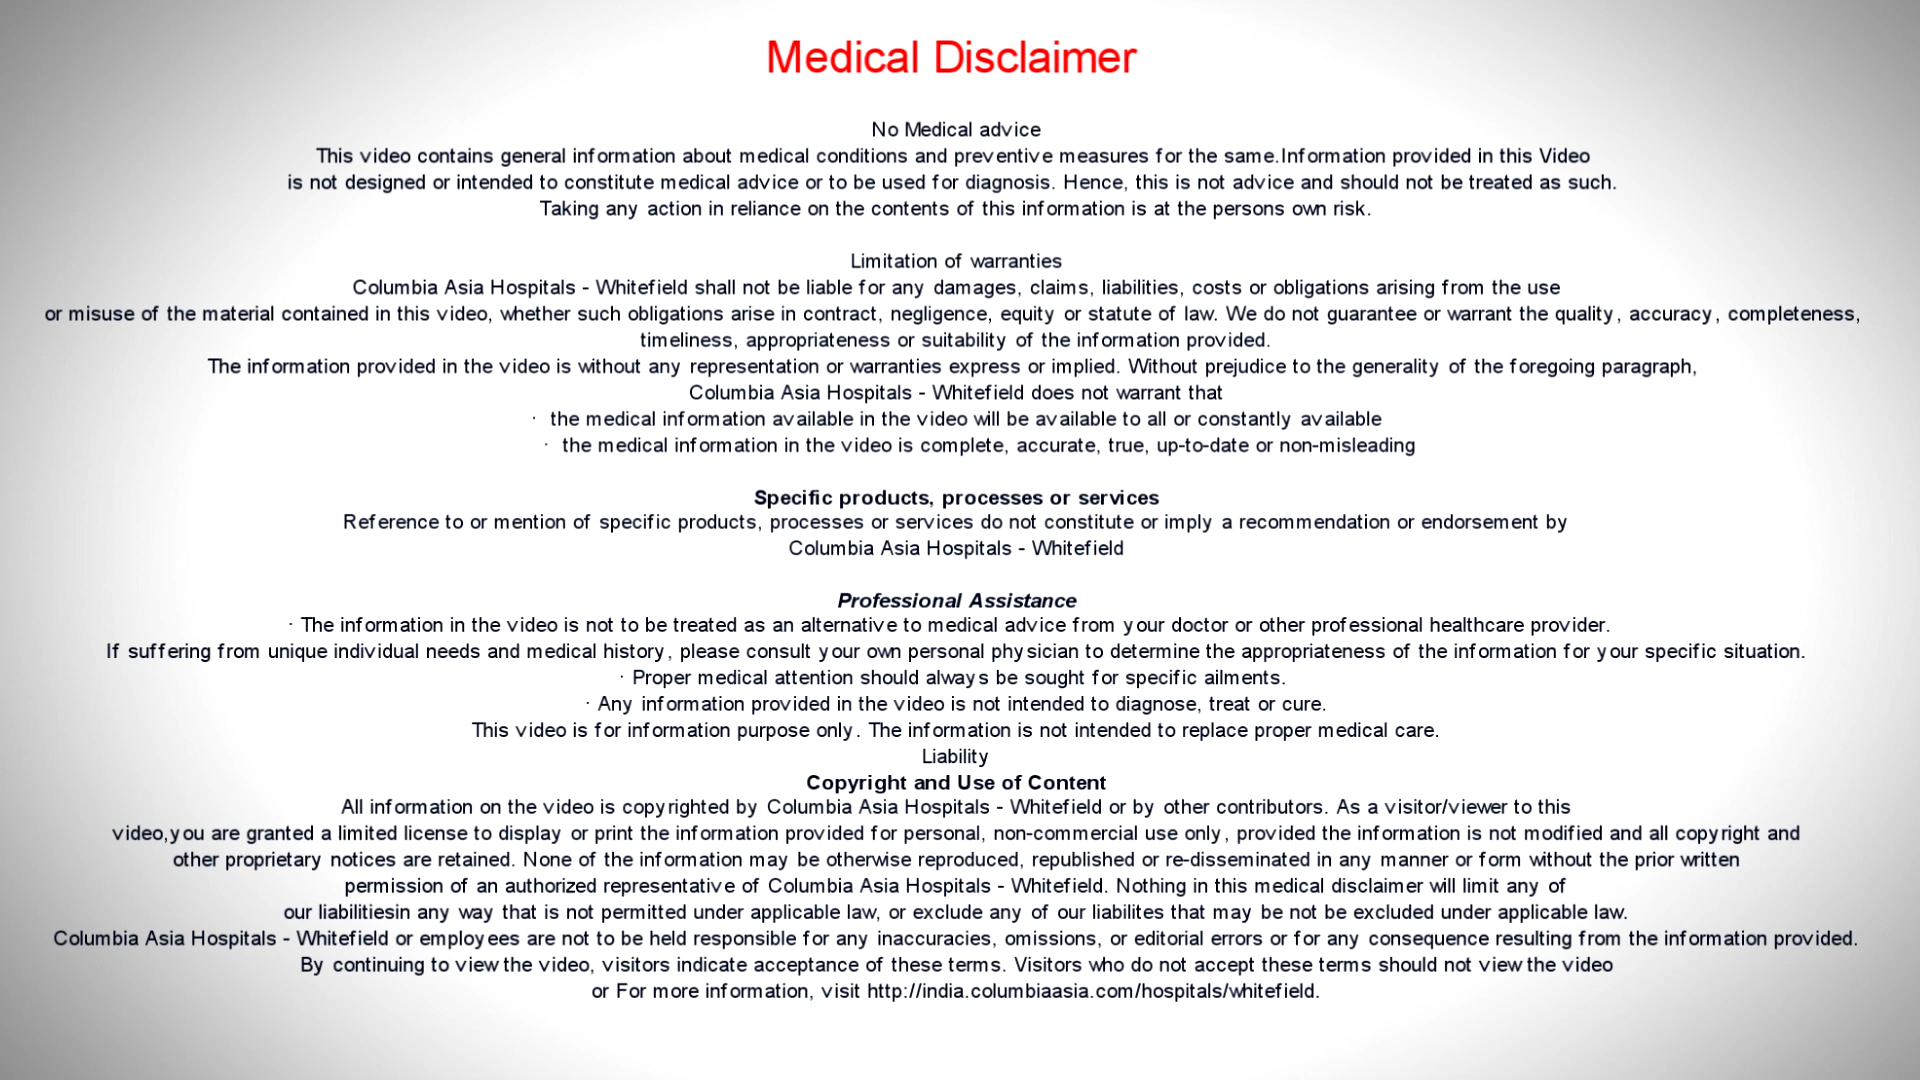 Medical Disclaimer
No Medical advice
This video contains general information about medical conditions and preventive measures for the same.Information provided in this Video
is not designed or intended to constitute medical advice or to be used for diagnosis. Hence, this is not advice and should not be treated as such.
Taking any action in reliance on the contents of this information is at the persons own risk.
Limitation of warranties
Columbia Asia Hospitals - Whitefield shall not be liable for any damages, claims, liabilities, costs or obligations arising from the use
or misuse of the material contained in this video, whether such obligations arise in contract, negligence, equity or statute of law. We do not guarantee or warrant the quality, accuracy, completeness,
timeliness, appropriateness or suitability of the information provided.
The information provided in the video is without any representation or warranties express or implied. Without prejudice to the generality of the foregoing paragraph,
Columbia Asia Hospitals - Whitefield does not warrant that
· the medical information available in the video will be available to all or constantly available
· the medical information in the video is complete, accurate, true, up-to-date or non-misleading
Specific products, processes or services
Reference to or mention of specific products, processes or services do not constitute or imply a recommendation or endorsement by
Columbia Asia Hospitals - Whitefield
Professional Assistance
· The information in the video is not to be treated as an alternative to medical advice from your doctor or other professional healthcare provider.
If suffering from unique individual needs and medical history, please consult your own personal physician to determine the appropriateness of the information for your specific situation.
· Proper medical attention should always be sought for specific ailments.
· Any information provided in the video is not intended to diagnose, treat or cure.
This video is for information purpose only. The information is not intended to replace proper medical care.
Liability
Copyright and Use of Content
All information on the video is copyrighted by Columbia Asia Hospitals - Whitefield or by other contributors. As a visitor/viewer to this
video,you are granted a limited license to display or print the information provided for personal, non-commercial use only, provided the information is not modified and all copyright and
other proprietary notices are retained. None of the information may be otherwise reproduced, republished or re-disseminated in any manner or form without the prior written
permission of an authorized representative of Columbia Asia Hospitals - Whitefield. Nothing in this medical disclaimer will limit any of
our liabilitiesin any way that is not permitted under applicable law, or exclude any of our liabilites that may be not be excluded under applicable law.
Columbia Asia Hospitals - Whitefield or employees are not to be held responsible for any inaccuracies, omissions, or editorial errors or for any consequence resulting from the information provided.
By continuing to view the video, visitors indicate acceptance of these terms. Visitors who do not accept these terms should not view the video
or For more information, visit http://india.columbiaasia.com/hospitals/whitefield.